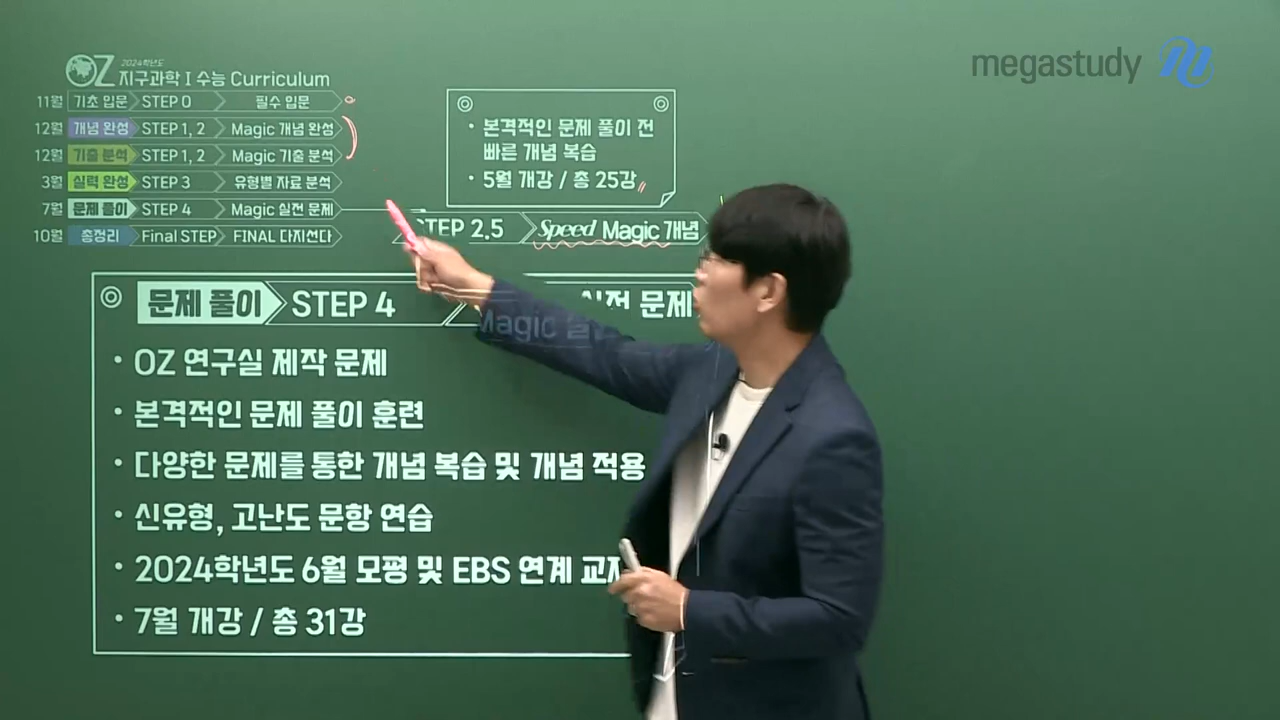 megastudy
OZ 2024학년도
지구과학 I 수능 Curriculum
11월 기초 입문 STEP 0 필수 입문
12월 개념 완성 STEP 1, 2 Magic 개념 완성
12월 기출 분석 STEP 1, 2 Magic 기출 분석
3월 실력 완성 STEP 3 유형별 자료 분석
7월 문제 풀이 STEP 4 Magic 실전 문제
10월 총정리 Final STEP FINAL 다지선다
• 본격적인 문제 풀이 전
빠른 개념 복습
• 5월 개강 / 총 25강
STEP 2.5 Speed Magic 개념
문제 풀이 STEP 4 Magic 실전 문제
• OZ 연구실 제작 문제
• 본격적인 문제 풀이 훈련
• 다양한 문제를 통한 개념 복습 및 개념 적용
• 신유형, 고난도 문항 연습
• 2024학년도 6월 모평 및 EBS 연계 교재
• 7월 개강 / 총 31강